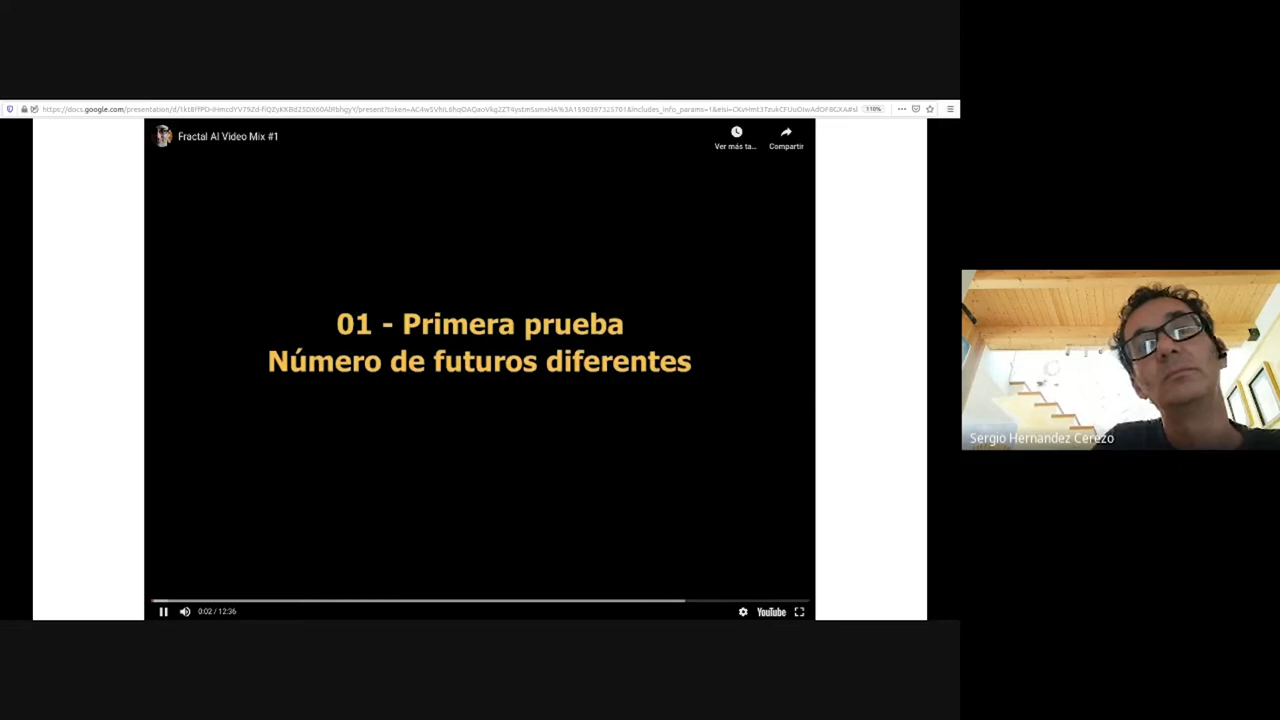 Fractal AI Video Mix #1
Ver más ta...
Compartir
110%
01 - Primera prueba
Número de futuros diferentes
Sergio Hernandez Cerezo
0:02 / 12:36
YouTube